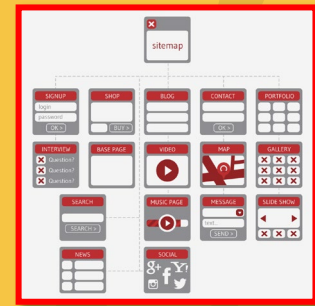 sitemap
SIGNUP
SHOP
BLOG
CONTACT
PORTFOLIO
login
password
OK >
BUY >
OK >
INTERVIEW
BASE PAGE
VIDEO
MAP
GALLERY
Question?
Question?
Question?
SEARCH
MUSIC PAGE
MESSAGE
SLIDE SHOW
SEARCH >
text...
SEND >
NEWS
SOCIAL
g+
Y!
f